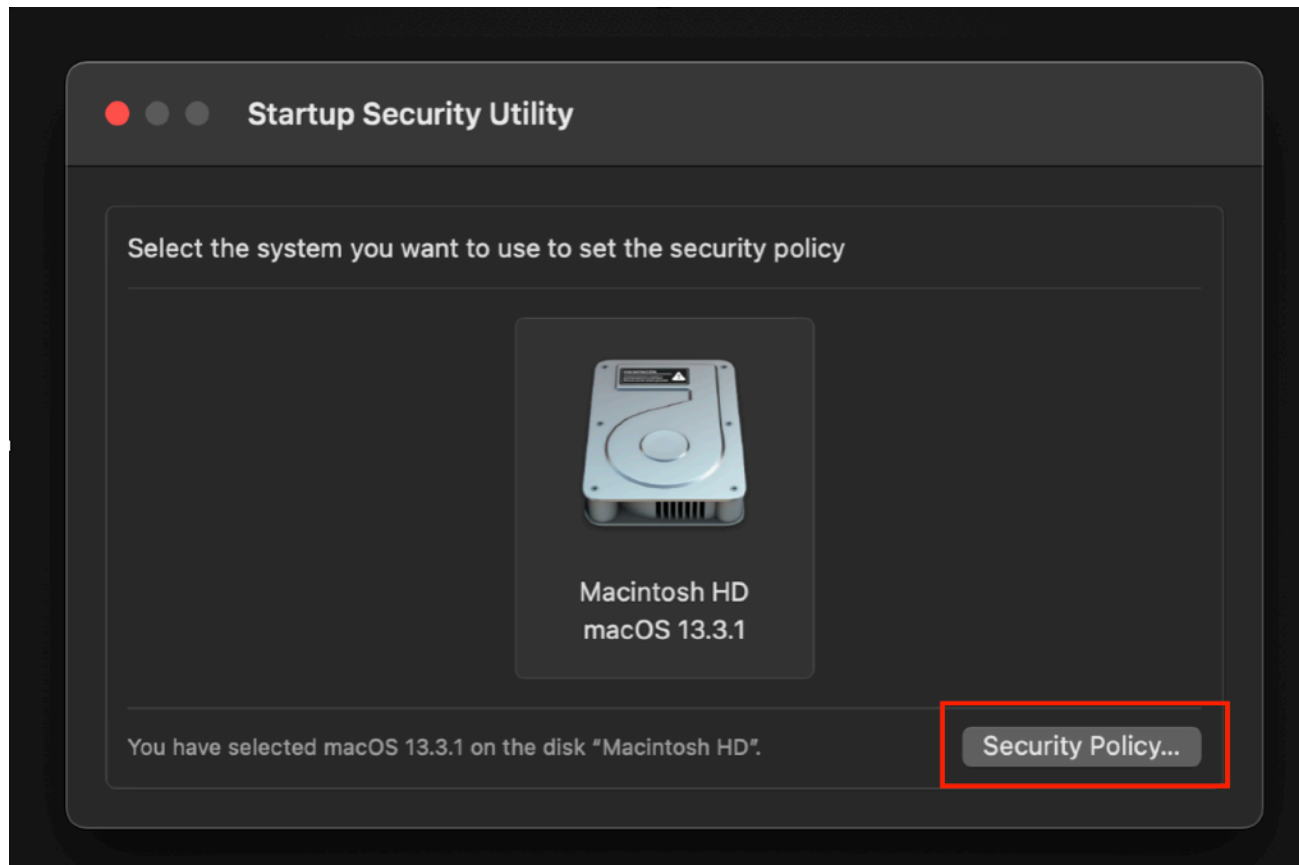 Startup Security Utility
Select the system you want to use to set the security policy
Macintosh HD
macOS 13.3.1
You have selected macOS 13.3.1 on the disk “Macintosh HD”.
Security Policy...